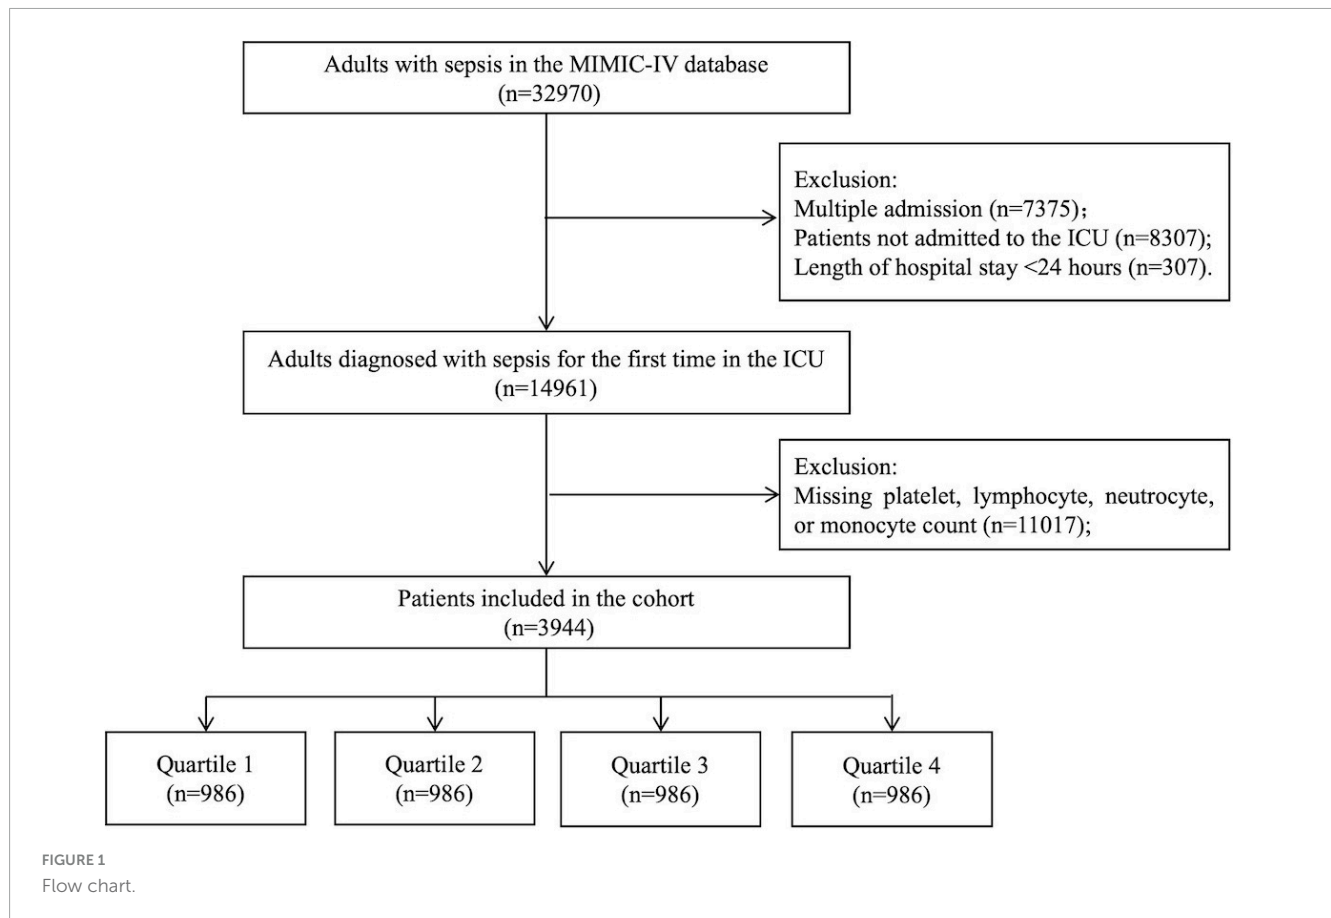 Adults with sepsis in the MIMIC-IV database
(n=32970)
Exclusion:
Multiple admission (n=7375);
Patients not admitted to the ICU (n=8307);
Length of hospital stay <24 hours (n=307).
Adults diagnosed with sepsis for the first time in the ICU
(n=14961)
Exclusion:
Missing platelet, lymphocyte, neutrocyte,
or monocyte count (n=11017);
Patients included in the cohort
(n=3944)
Quartile 1
(n=986)
Quartile 2
(n=986)
Quartile 3
(n=986)
Quartile 4
(n=986)
FIGURE 1
Flow chart.